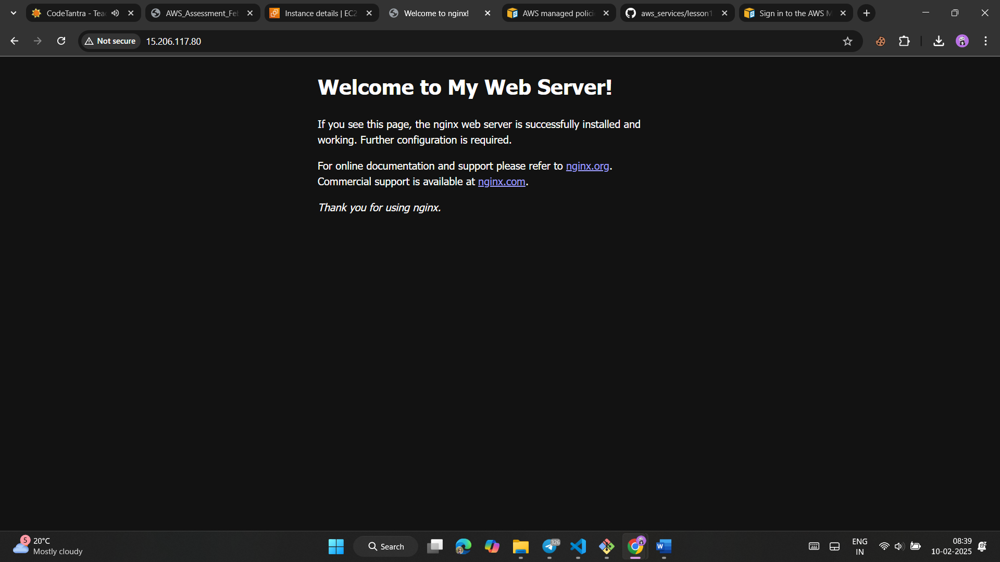 CodeTantra - Tea
AWS_Assessment_Fe
Instance details | EC2
Welcome to nginx!
AWS managed polici
aws_services/lesson1
Sign in to the AWS M
Not secure
15.206.117.80
Welcome to My Web Server!
If you see this page, the nginx web server is successfully installed and
working. Further configuration is required.
For online documentation and support please refer to nginx.org.
Commercial support is available at nginx.com.
Thank you for using nginx.
5
20°C
Mostly cloudy
Search
326
W
ENG
IN
08:39
10-02-2025